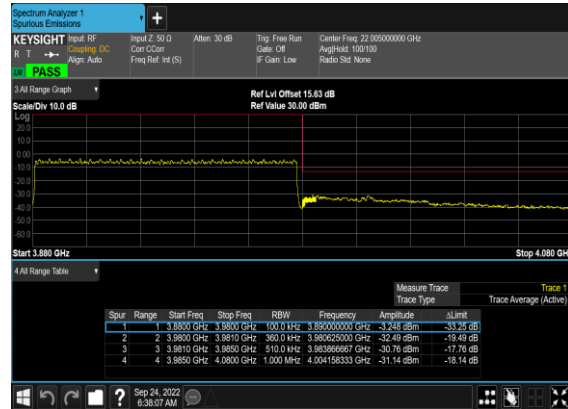 Spectrum Analyzer 1
Spurious Emissions
KEYSIGHT Input: RF Input Z: 50 Ω Atten: 30 dB Trig: Free Run Center Freq: 22.005000000 GHz
R T Coupling: DC Corr CCorr Gate: Off Avg|Hold: 100/100
Align: Auto Freq Ref: Int (S) IF Gain: Low Radio Std: None
LW PASS
3 All Range Graph
Ref Lvl Offset 15.63 dB
Scale/Div 10.0 dB Ref Value 30.00 dBm
Log
20.0
10.0
0.00
-10.0
-20.0
-30.0
-40.0
-50.0
-60.0
Start 3.880 GHz Stop 4.080 GH
4 All Range Table
Measure Trace Trace 1
Trace Type Trace Average (Active)
Spur Range Start Freq Stop Freq RBW Frequency Amplitude ΔLimit
1 1 3.8800 GHz 3.9800 GHz 100.0 kHz 3.890000000 GHz -3.248 dBm -33.25 dB
2 2 3.9800 GHz 3.9810 GHz 360.0 kHz 3.980625000 GHz -32.49 dBm -19.49 dB
3 3 3.9810 GHz 3.9850 GHz 510.0 kHz 3.983866667 GHz -30.76 dBm -17.76 dB
4 4 3.9850 GHz 4.0800 GHz 1.000 MHz 4.004158333 GHz -31.14 dBm -18.14 dB
Sep 24, 2022
6:38:07 AM